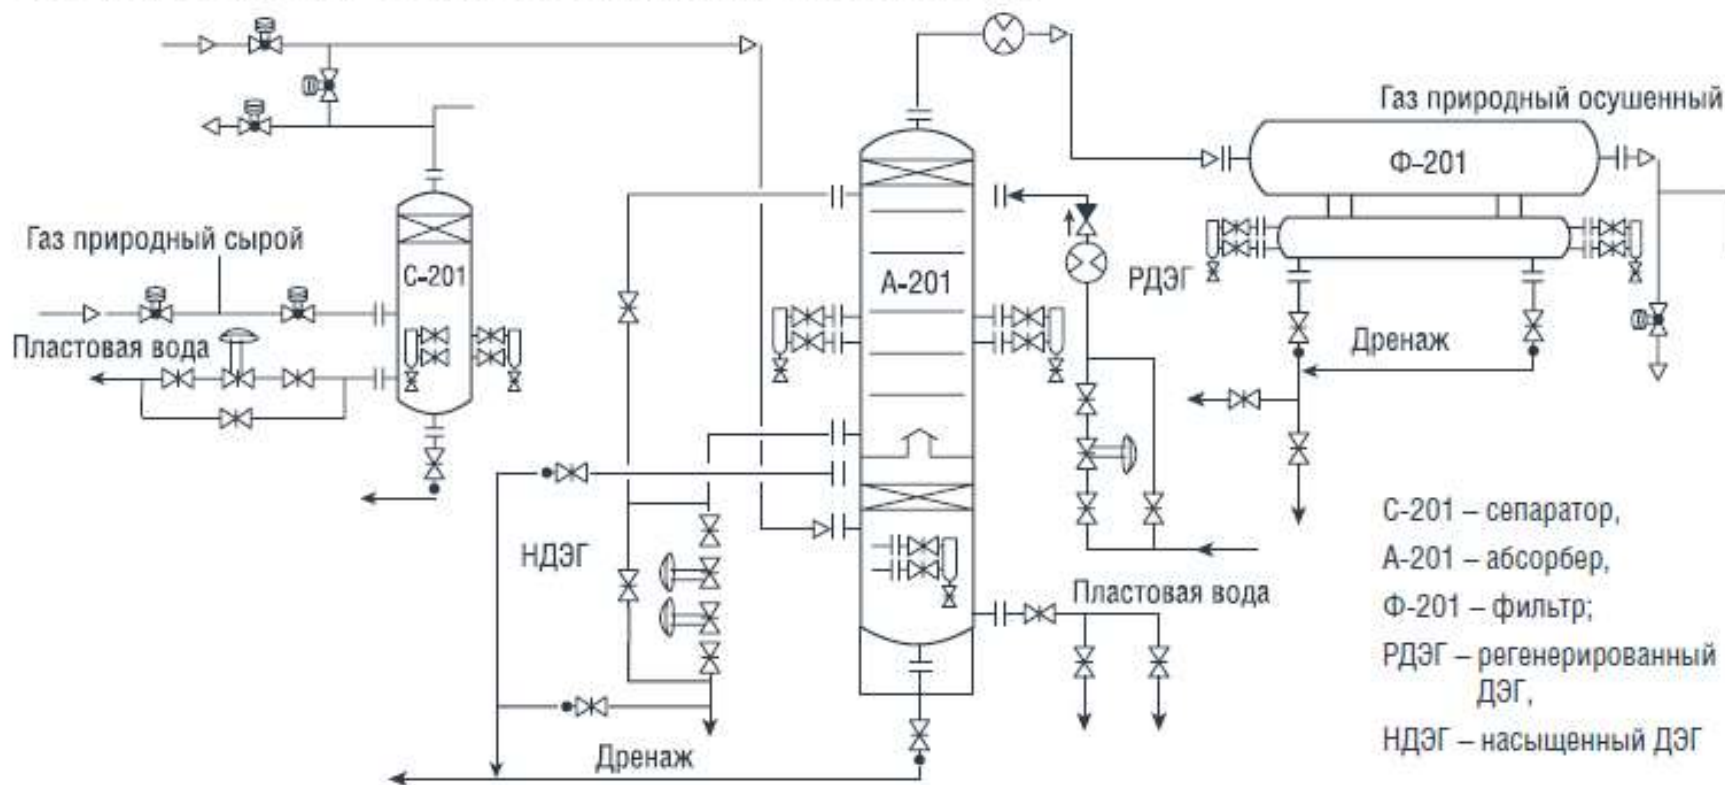 Газ природный осушенный
Ф-201
Газ природный сырой
С-201
А-201
РДЭГ
Пластовая вода
Дренаж
НДЭГ
Пластовая вода
Дренаж
С-201 – сепаратор,
А-201 – абсорбер,
Ф-201 – фильтр;
РДЭГ – регенерированный
ДЭГ,
НДЭГ – насыщенный ДЭГ